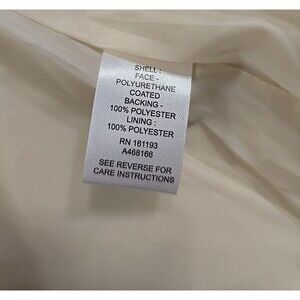 SHELL :
FACE -
POLYURETHANE
COATED
BACKING -
100% POLYESTER
LINING :
100% POLYESTER
RN 161193
A468166
SEE REVERSE FOR
CARE INSTRUCTIONS